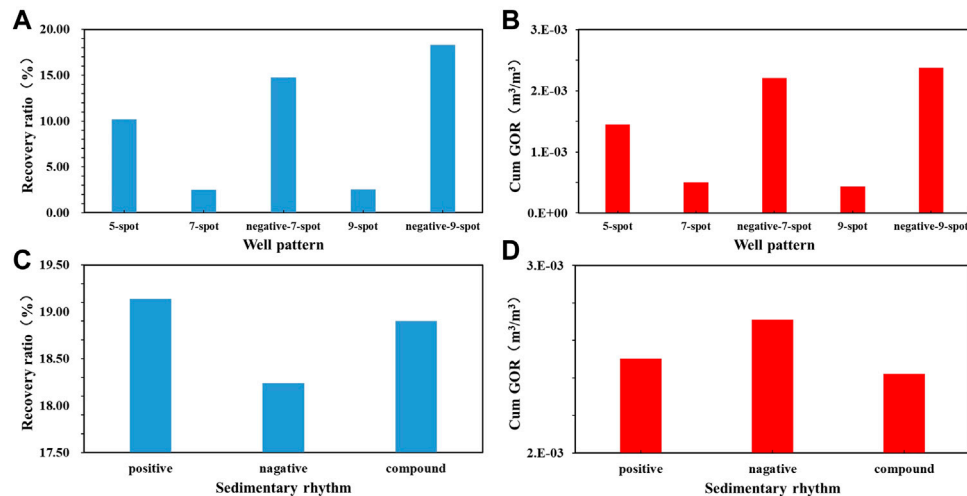 A
Recovery ratio（%）
20.00
15.00
10.00
5.00
0.00
5-spot 7-spot negative-7-spot 9-spot negative-9-spot
Well pattern
B
Cum GOR（m³/m³）
3.E-03
2.E-03
1.E-03
0.E+00
5-spot 7-spot negative-7-spot 9-spot negative-9-spot
Well pattern
C
Recovery ratio（%）
19.50
19.00
18.50
18.00
17.50
positive nagative compound
Sedimentary rhythm
D
Cum GOR（m³/m³）
3.E-03
2.E-03
positive nagative compound
Sedimentary rhythm